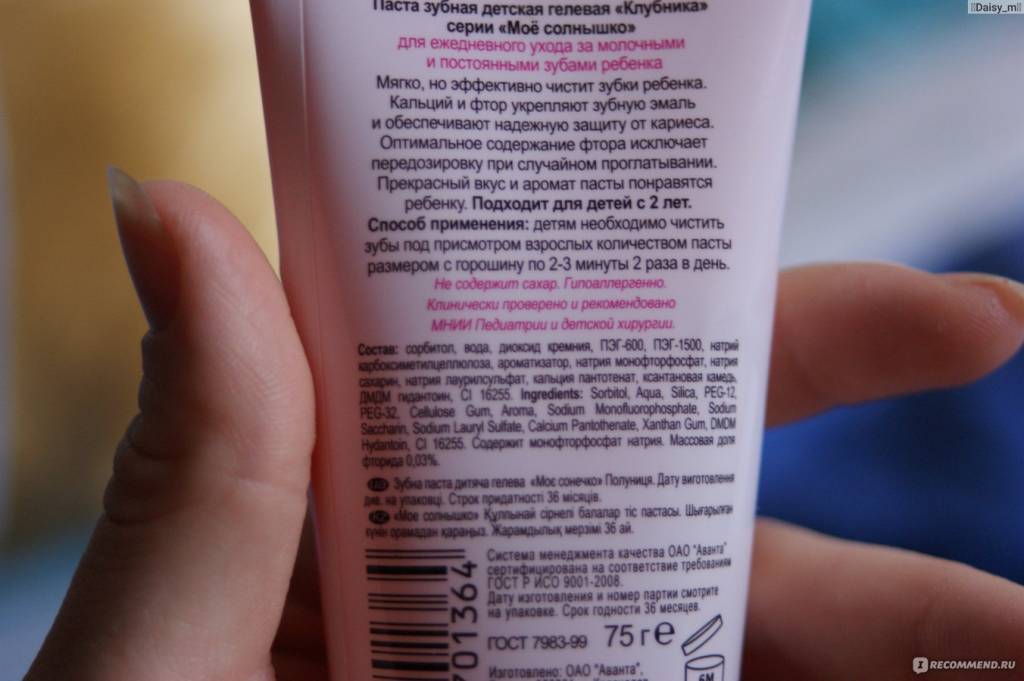 ||Daisy_m||
Паста зубная детская гелевая «Клубника»
серии «Моё солнышко»
для ежедневного ухода за молочными
и постоянными зубами ребенка
Мягко, но эффективно чистит зубки ребенка.
Кальций и фтор укрепляют зубную эмаль
и обеспечивают надежную защиту от кариеса.
Оптимальное содержание фтора исключает
передозировку при случайном проглатывании.
Прекрасный вкус и аромат пасты понравятся
ребенку. Подходит для детей с 2 лет.
Способ применения: детям необходимо чистить
зубы под присмотром взрослых количеством пасты
размером с горошину по 2-3 минуты 2 раза в день.
Не содержит сахар. Гипоаллергенно.
Клинически проверено и рекомендовано
МНИИ Педиатрии и детской хирургии.
Состав: сорбитол, вода, диоксид кремния, ПЭГ-600, ПЭГ-1500, натрий
карбоксиметилцеллюлоза, ароматизатор, натрия монофторфосфат, натрия
сахарин, натрия лаурилсульфат, кальция пантотенат, ксантановая камедь,
ДМДМ гидантоин, CI 16255. Ingredients: Sorbitol, Aqua, Silica, PEG-12,
PEG-32, Cellulose Gum, Aroma, Sodium Monofluorophosphate, Sodium
Saccharin, Sodium Lauryl Sulfate, Calcium Pantothenate, Xanthan Gum, DMDM
Hydantoin, CI 16255. Содержит монофторфосфат натрия. Массовая доля
фторида 0,03%.
UA Зубна паста дитяча гелева «Моє сонечко» Полуниця. Дату виготовлення
див. на упаковці. Строк придатності 36 місяців.
KZ «Мое солнышко» Құлпынай сірнелі балалар тіс пастасы. Шығарылған
күнін орамадан қараңыз. Жарамдылық мерзімі 36 ай.
Система менеджмента качества ОАО "Аванта"
сертифицирована на соответствие требованиям
ГОСТ Р ИСО 9001-2008.
Дату изготовления и номер партии смотрите
на упаковке. Срок годности 36 месяцев.
701364
ГОСТ 7983-99 75 г e
6M
Изготовлено: ОАО "Аванта",
I RECOMMEND.RU